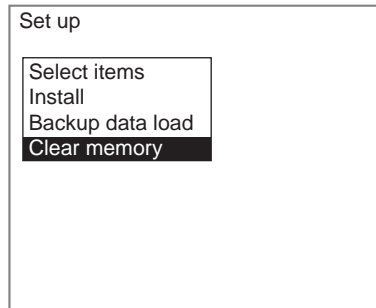 Set up
Select items
Install
Backup data load
Clear memory